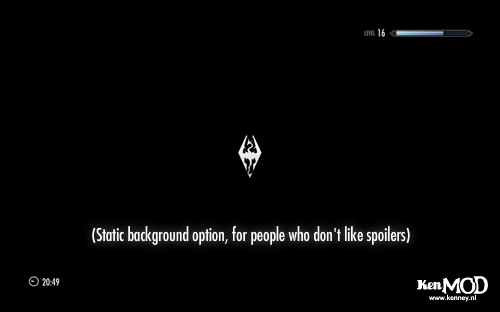 LEVEL 16
(Static background option, for people who don't like spoilers)
20:49
KenMOD
www.kenney.nl